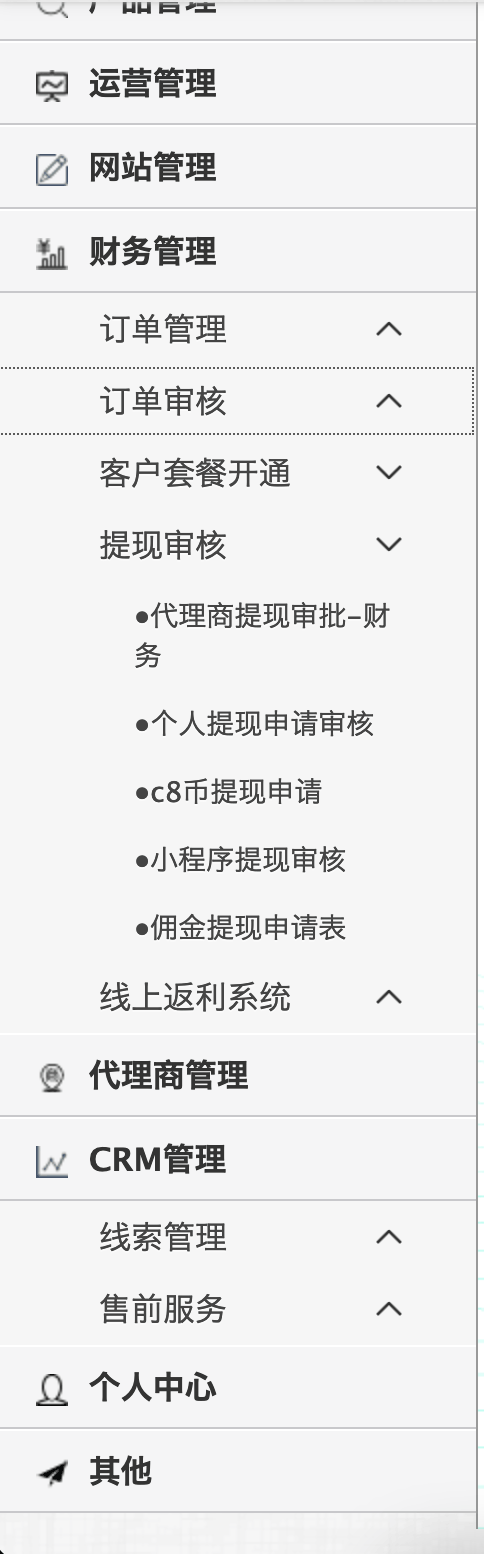 产品管理
运营管理
网站管理
财务管理
订单管理
订单审核
客户套餐开通
提现审核
●代理商提现审批–财
务
●个人提现申请审核
●c8币提现申请
●小程序提现审核
●佣金提现申请表
线上返利系统
代理商管理
CRM管理
线索管理
售前服务
个人中心
其他